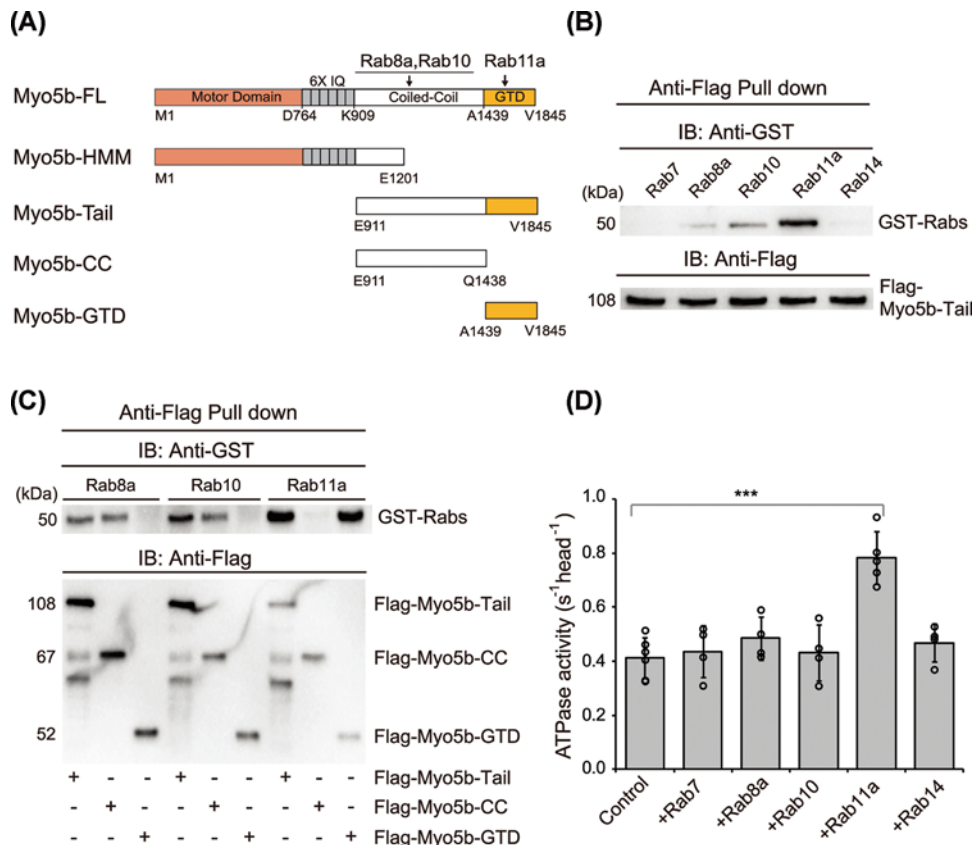 (A)
Rab8a,Rab10 Rab11a
6X IQ
Myo5b-FL Motor Domain Coiled-Coil GTD
M1 D764 K909 A1439 V1845
Myo5b-HMM
M1 E1201
Myo5b-Tail
E911 V1845
Myo5b-CC
E911 Q1438
Myo5b-GTD
A1439 V1845
(B)
Anti-Flag Pull down
IB: Anti-GST
Rab7 Rab8a Rab10 Rab11a Rab14
(kDa)
50 GST-Rabs
IB: Anti-Flag
108 Flag-
Myo5b-Tail
(C)
Anti-Flag Pull down
IB: Anti-GST
Rab8a Rab10 Rab11a
(kDa)
50 GST-Rabs
IB: Anti-Flag
108 Flag-Myo5b-Tail
67 Flag-Myo5b-CC
52 Flag-Myo5b-GTD
+ - - + - - + - - Flag-Myo5b-Tail
- + - - + - - + - Flag-Myo5b-CC
- - + - - + - - + Flag-Myo5b-GTD
(D)
ATPase activity (s⁻¹head⁻¹)
1.0
***
0.8
0.6
0.4
0.2
0.0
Control +Rab7 +Rab8a +Rab10 +Rab11a +Rab14